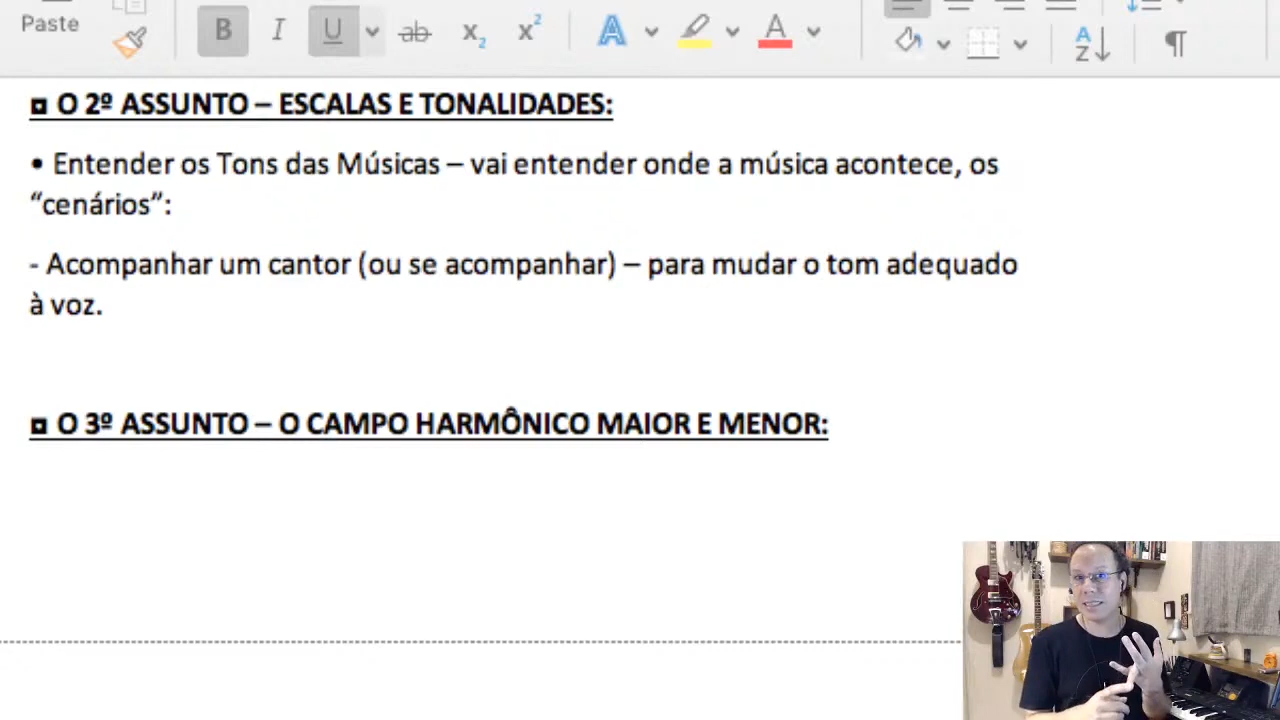 Paste
B I U ab x₂ x² A A A Z ¶
◘ O 2º ASSUNTO – ESCALAS E TONALIDADES:
• Entender os Tons das Músicas – vai entender onde a música acontece, os
“cenários”:
- Acompanhar um cantor (ou se acompanhar) – para mudar o tom adequado
à voz.
◘ O 3º ASSUNTO – O CAMPO HARMÔNICO MAIOR E MENOR: